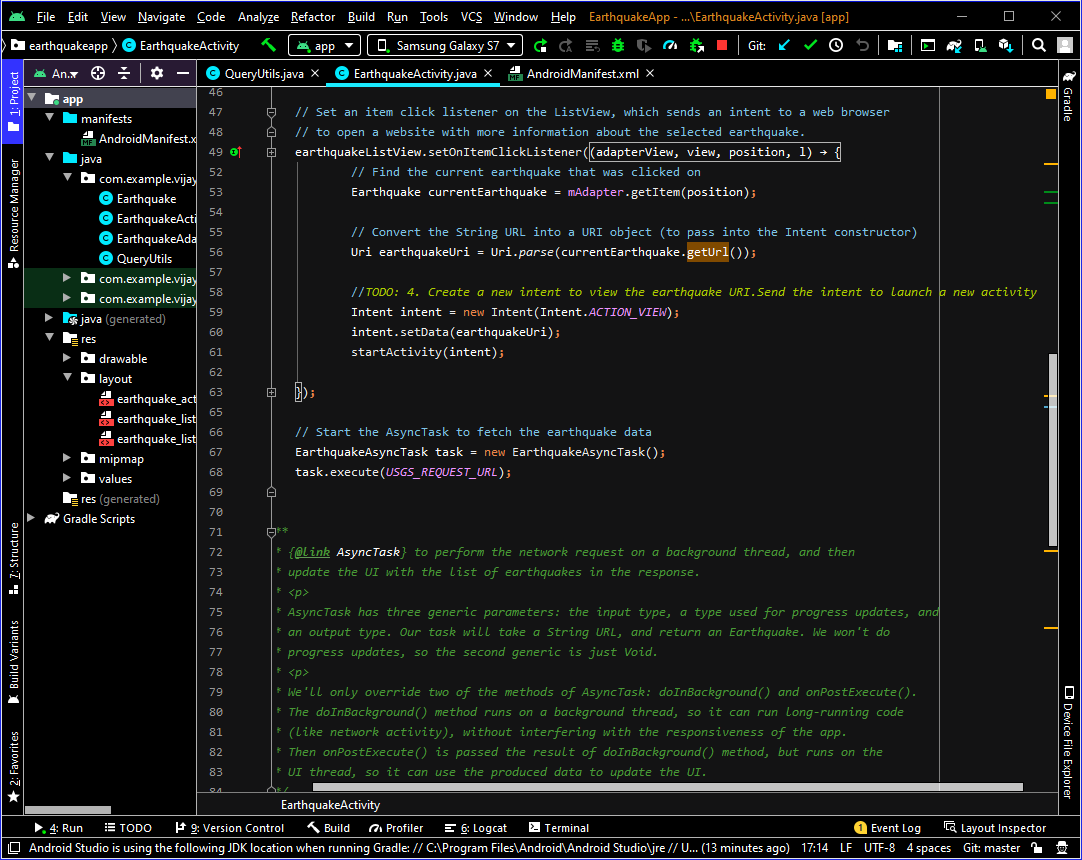 File Edit View Navigate Code Analyze Refactor Build Run Tools VCS Window Help EarthquakeApp - ...\EarthquakeActivity.java [app]
earthquakeapp EarthquakeActivity app Samsung Galaxy S7 Git:
1: Project
Resource Manager
7: Structure
Build Variants
2: Favorites
An...
app
manifests
AndroidManifest.x
java
com.example.vijay
Earthquake
EarthquakeActi
EarthquakeAda
QueryUtils
com.example.vijay
com.example.vijay
java (generated)
res
drawable
layout
earthquake_act
earthquake_list
earthquake_list
mipmap
values
res (generated)
Gradle Scripts
QueryUtils.java EarthquakeActivity.java AndroidManifest.xml
46
47 // Set an item click listener on the ListView, which sends an intent to a web browser
48 // to open a website with more information about the selected earthquake.
49 earthquakeListView.setOnItemClickListener((adapterView, view, position, l) → {
52 // Find the current earthquake that was clicked on
53 Earthquake currentEarthquake = mAdapter.getItem(position);
54
55 // Convert the String URL into a URI object (to pass into the Intent constructor)
56 Uri earthquakeUri = Uri.parse(currentEarthquake.getUrl());
57
58 //TODO: 4. Create a new intent to view the earthquake URI.Send the intent to launch a new activity
59 Intent intent = new Intent(Intent.ACTION_VIEW);
60 intent.setData(earthquakeUri);
61 startActivity(intent);
62
63 });
65
66 // Start the AsyncTask to fetch the earthquake data
67 EarthquakeAsyncTask task = new EarthquakeAsyncTask();
68 task.execute(USGS_REQUEST_URL);
69
70
71 **
72 * {@link AsyncTask} to perform the network request on a background thread, and then
73 * update the UI with the list of earthquakes in the response.
74 * <p>
75 * AsyncTask has three generic parameters: the input type, a type used for progress updates, and
76 * an output type. Our task will take a String URL, and return an Earthquake. We won't do
77 * progress updates, so the second generic is just Void.
78 * <p>
79 * We'll only override two of the methods of AsyncTask: doInBackground() and onPostExecute().
80 * The doInBackground() method runs on a background thread, so it can run long-running code
81 * (like network activity), without interfering with the responsiveness of the app.
82 * Then onPostExecute() is passed the result of doInBackground() method, but runs on the
83 * UI thread, so it can use the produced data to update the UI.
84 */
EarthquakeActivity
Gradle
Device File Explorer
4: Run TODO 9: Version Control Build Profiler 6: Logcat Terminal 1 Event Log Layout Inspector
Android Studio is using the following JDK location when running Gradle: // C:\Program Files\Android\Android Studio\jre // U... (13 minutes ago) 17:14 LF UTF-8 4 spaces Git: master